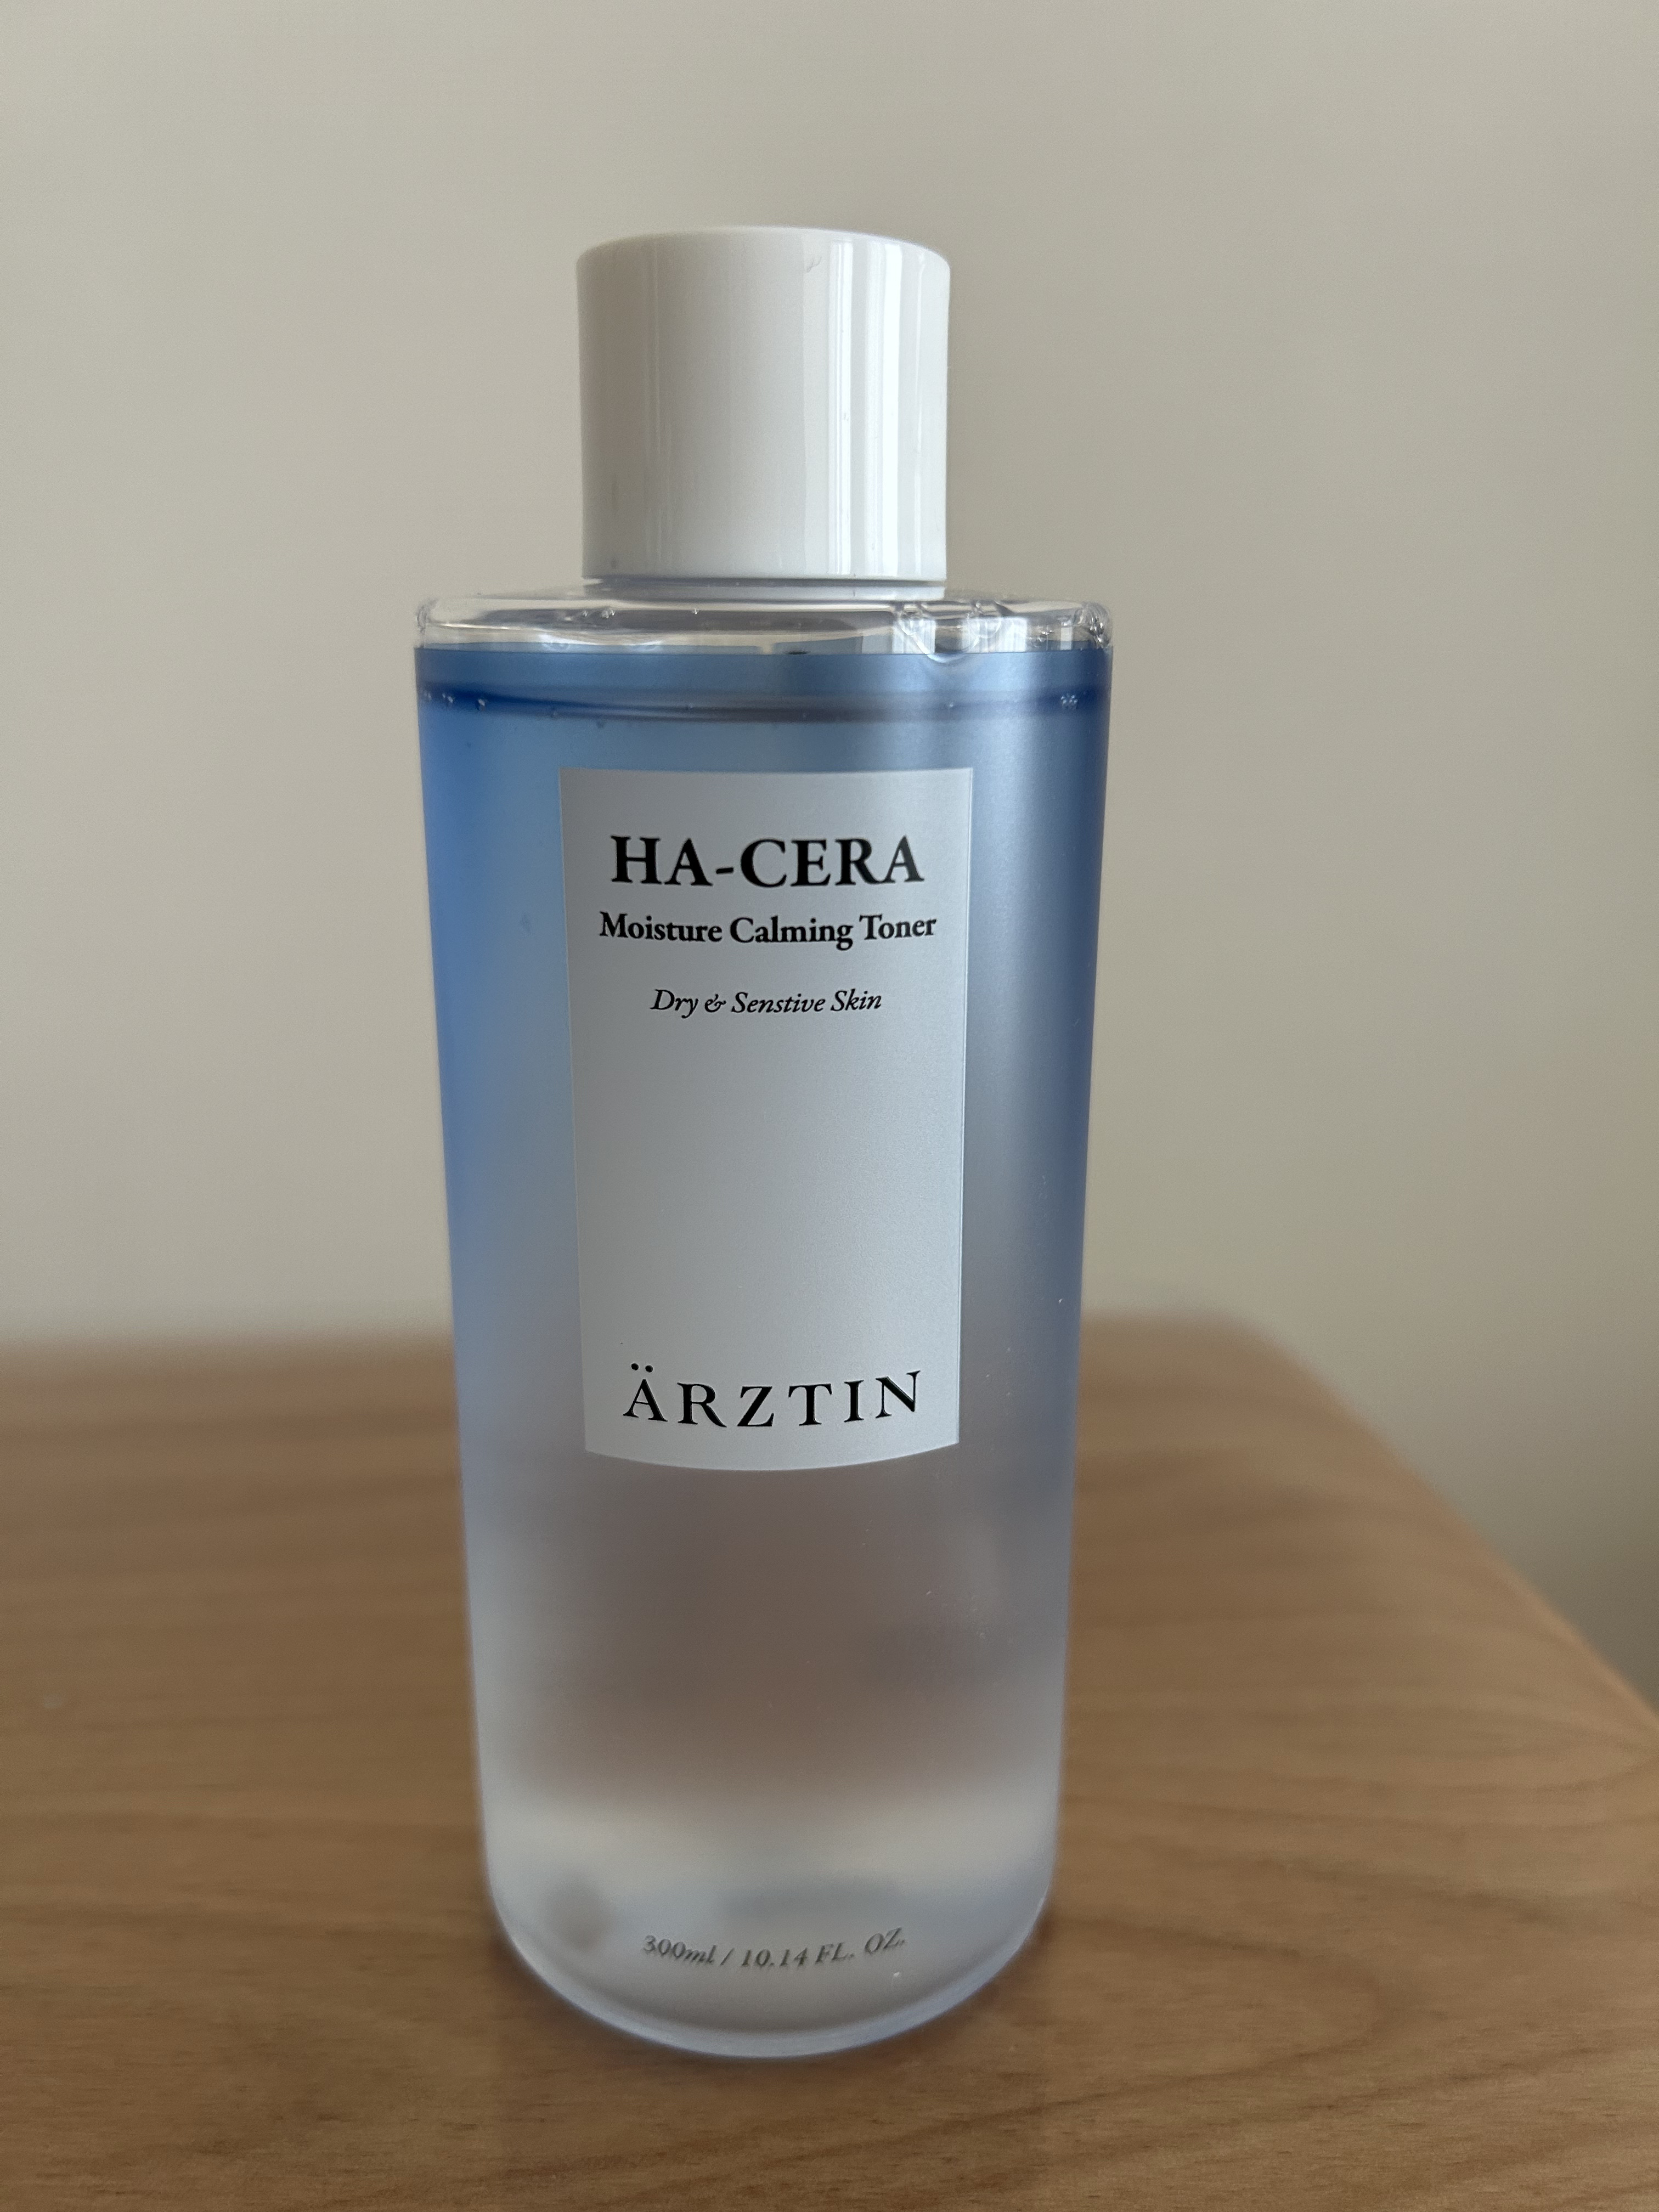 HA-CERA
Moisture Calming Toner
Dry & Senstive Skin
ÄRZTIN
300ml / 10.14 FL. OZ.